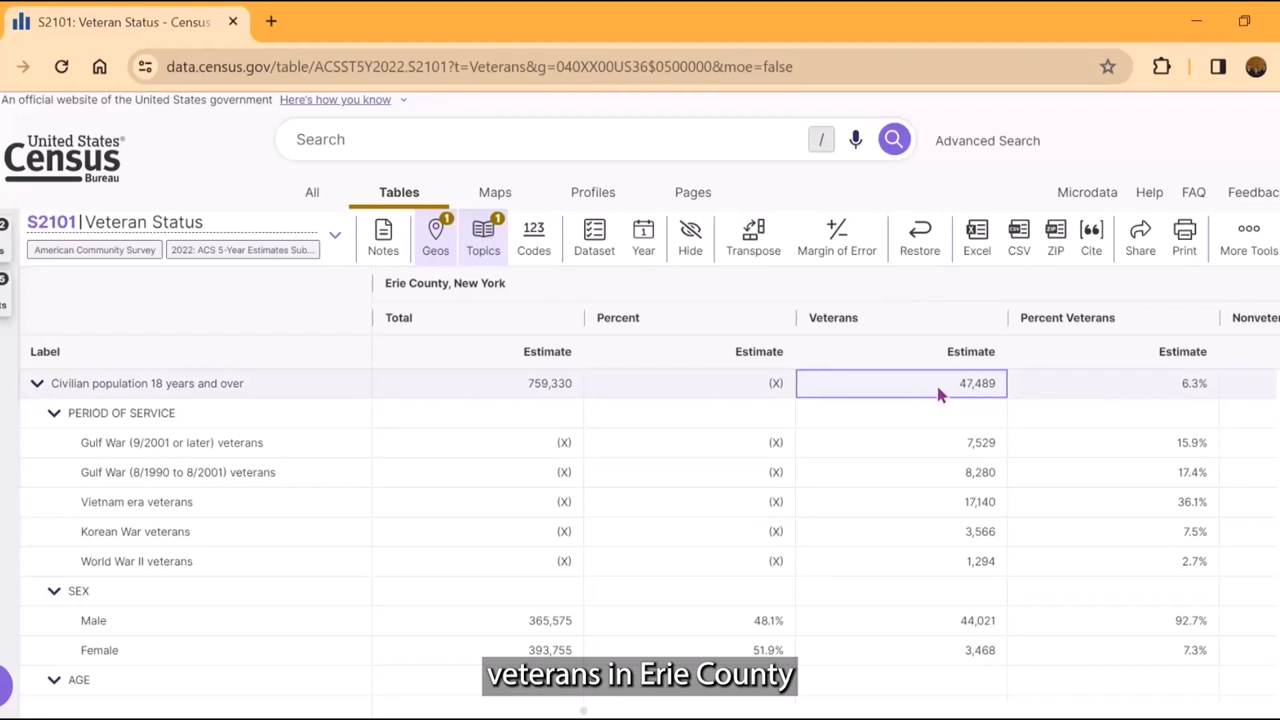 S2101: Veteran Status - Census
data.census.gov/table/ACSST5Y2022.S2101?t=Veterans&g=040XX00US36$0500000&moe=false
An official website of the United States government Here's how you know
United States®
Census
Bureau
Search /
Advanced Search
All Tables Maps Profiles Pages Microdata Help FAQ Feedbac
S2101 | Veteran Status
American Community Survey 2022: ACS 5-Year Estimates Sub...
Notes 1 Geos 1 Topics 123 Codes Dataset 1 Year Hide Transpose Margin of Error Restore Excel CSV ZIP Cite Share Print More Tools
Erie County, New York
Total Percent Veterans Percent Veterans Nonveter
Label Estimate Estimate Estimate Estimate
Civilian population 18 years and over 759,330 (X) 47,489 6.3%
PERIOD OF SERVICE
Gulf War (9/2001 or later) veterans (X) (X) 7,529 15.9%
Gulf War (8/1990 to 8/2001) veterans (X) (X) 8,280 17.4%
Vietnam era veterans (X) (X) 17,140 36.1%
Korean War veterans (X) (X) 3,566 7.5%
World War II veterans (X) (X) 1,294 2.7%
SEX
Male 365,575 48.1% 44,021 92.7%
Female 393,755 51.9% 3,468 7.3%
veterans in Erie County
AGE